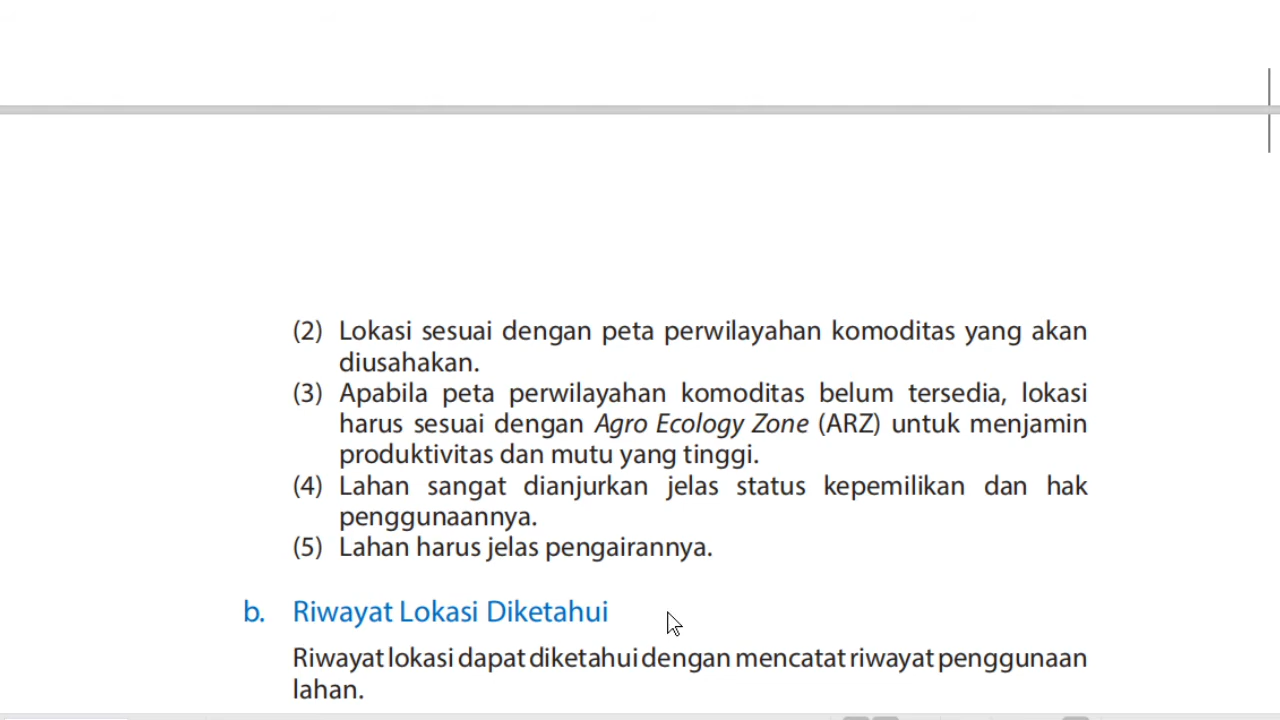 (2) Lokasi sesuai dengan peta perwilayahan komoditas yang akan
diusahakan.
(3) Apabila peta perwilayahan komoditas belum tersedia, lokasi
harus sesuai dengan Agro Ecology Zone (ARZ) untuk menjamin
produktivitas dan mutu yang tinggi.
(4) Lahan sangat dianjurkan jelas status kepemilikan dan hak
penggunaannya.
(5) Lahan harus jelas pengairannya.
b. Riwayat Lokasi Diketahui
Riwayat lokasi dapat diketahui dengan mencatat riwayat penggunaan
lahan.